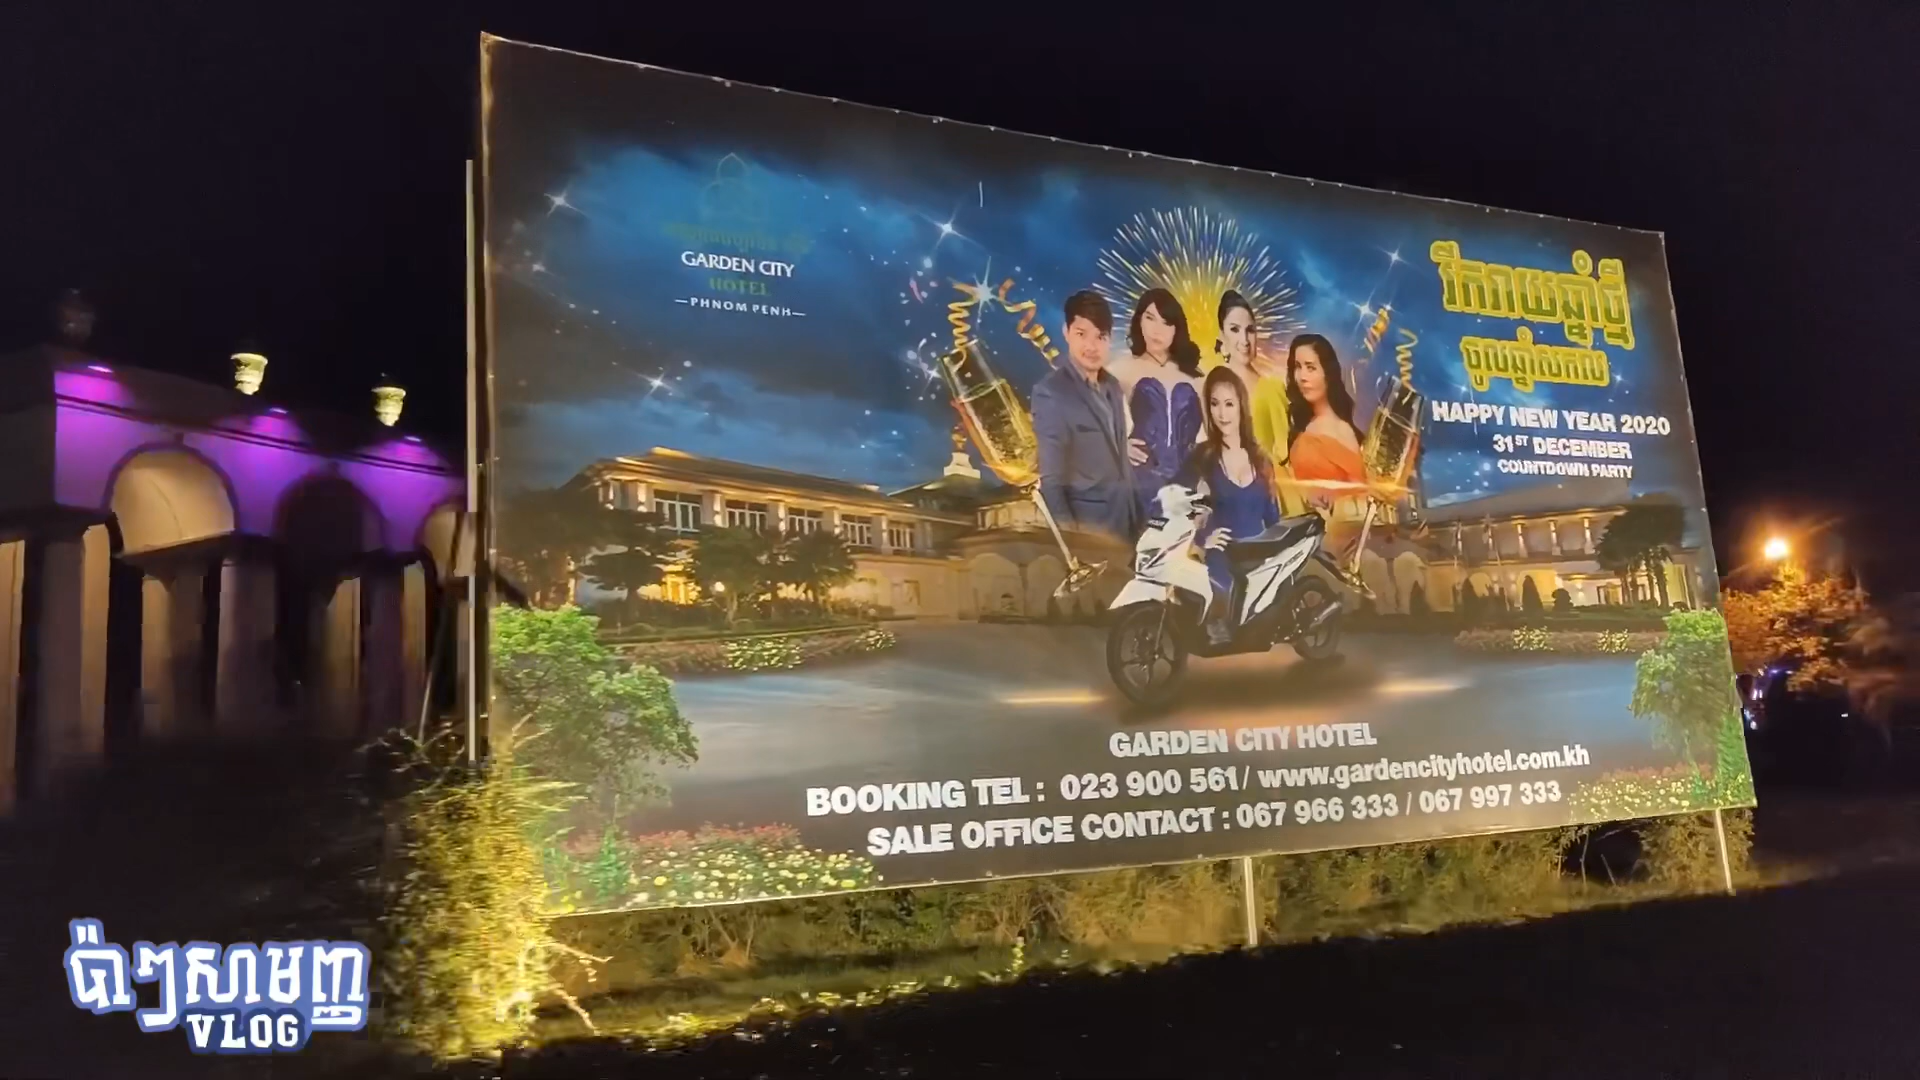 GARDEN CITY
HOTEL
—PHNOM PENH—
រីករាយឆ្នាំថ្មី
ចូលឆ្នាំសកល
HAPPY NEW YEAR 2020
31ST DECEMBER
COUNTDOWN PARTY
GARDEN CITY HOTEL
BOOKING TEL : 023 900 561/ www.gardencityhotel.com.kh
SALE OFFICE CONTACT : 067 966 333 / 067 997 333
ប៉ាៗសាមញ្ញ
VLOG